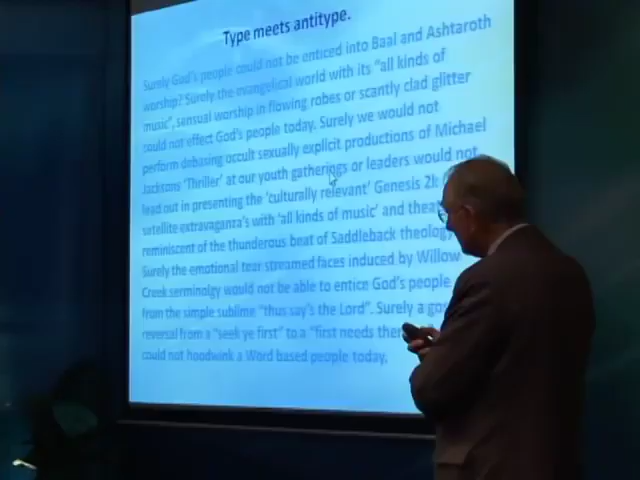 Type meets antitype.
Surely God's people could not be enticed into Baal and Ashtaroth
worship? Surely the evangelical world with its "all kinds of
music", sensual worship in flowing robes or scantly clad glitter
could not effect God's people today. Surely we would not
perform debasing occult sexually explicit productions of Michael
Jacksons 'Thriller' at our youth gatherings or leaders would not
lead out in presenting the 'culturally relevant' Genesis 2k
satellite extravaganza's with 'all kinds of music' and
reminiscent of the thunderous beat of Saddleback theology
Surely the emotional tear streamed faces induced by Willow
Creek serminolgy would not be able to entice God's people
from the simple sublime "thus say's the Lord". Surely a
reversal from a "seek ye first" to a "first needs
could not hoodwink a Word based people today.